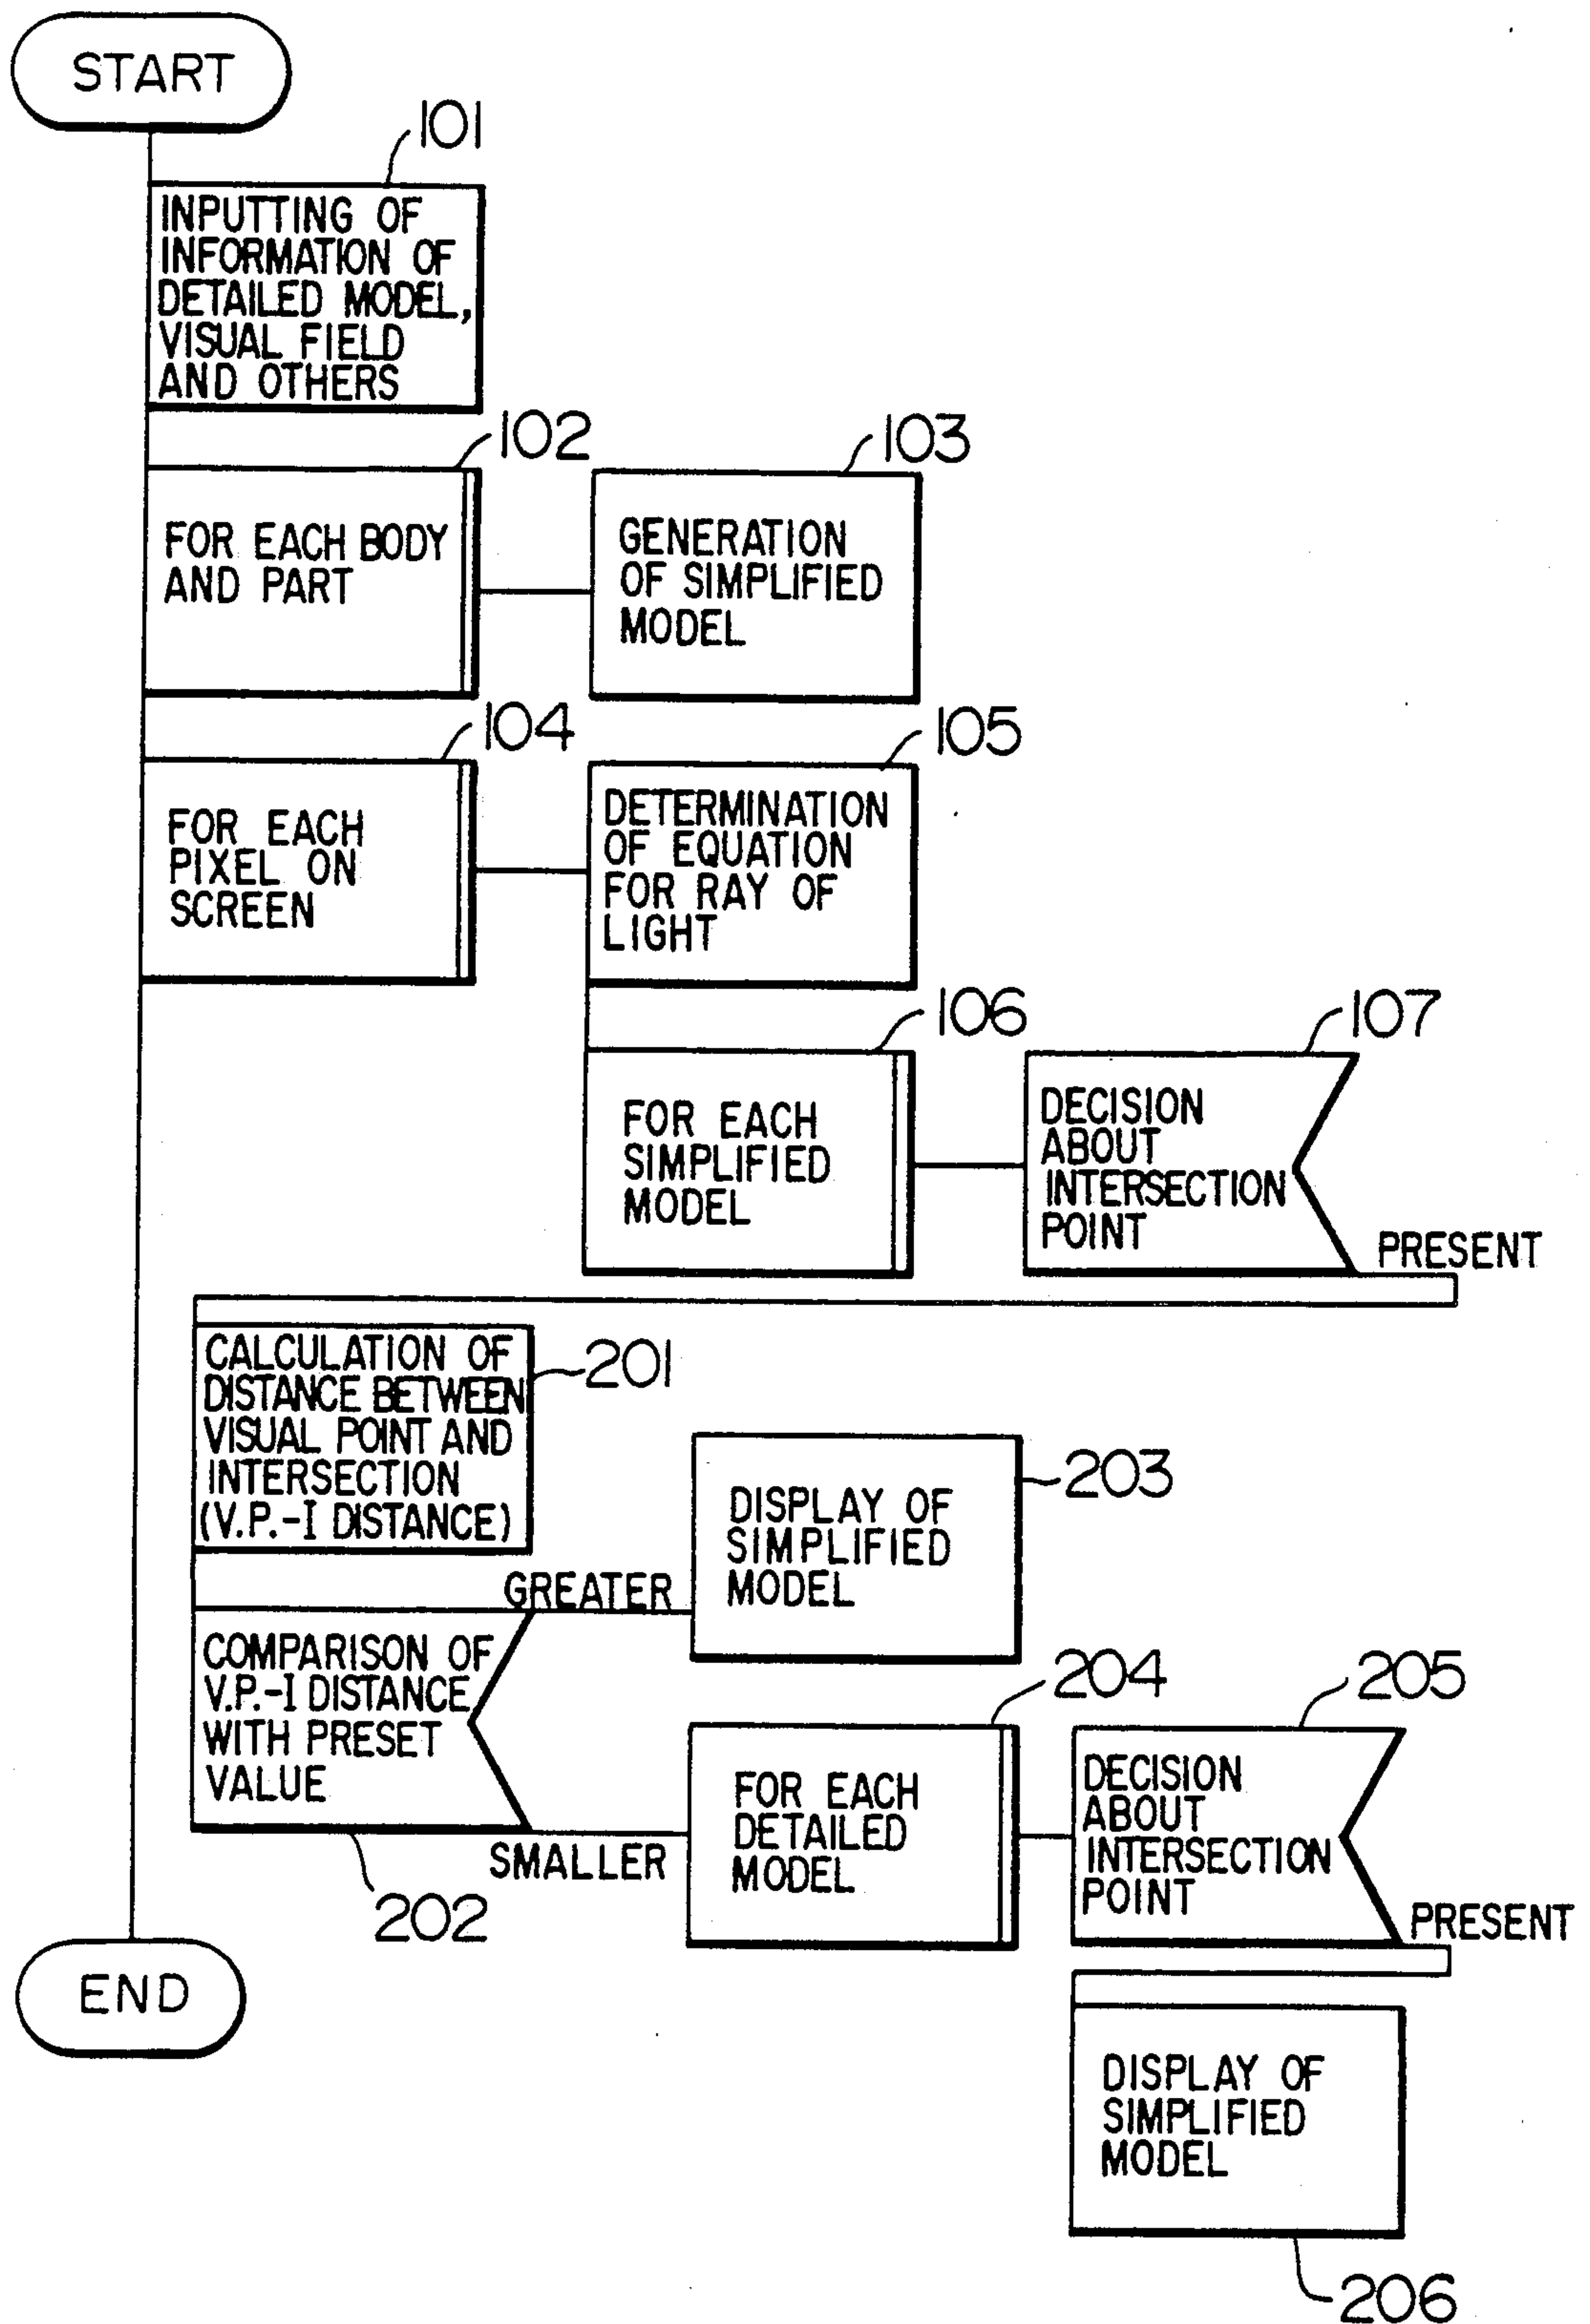 START
101
INPUTTING OF
INFORMATION OF
DETAILED MODEL,
VISUAL FIELD
AND OTHERS
102
FOR EACH BODY
AND PART
103
GENERATION
OF SIMPLIFIED
MODEL
104
FOR EACH
PIXEL ON
SCREEN
105
DETERMINATION
OF EQUATION
FOR RAY OF
LIGHT
106
FOR EACH
SIMPLIFIED
MODEL
107
DECISION
ABOUT
INTERSECTION
POINT
PRESENT
CALCULATION OF
DISTANCE BETWEEN
VISUAL POINT AND
INTERSECTION
(V.P.-I DISTANCE)
201
GREATER
DISPLAY OF
SIMPLIFIED
MODEL
203
COMPARISON OF
V.P.-I DISTANCE
WITH PRESET
VALUE
202
SMALLER
204
FOR EACH
DETAILED
MODEL
205
DECISION
ABOUT
INTERSECTION
POINT
PRESENT
END
DISPLAY OF
SIMPLIFIED
MODEL
206